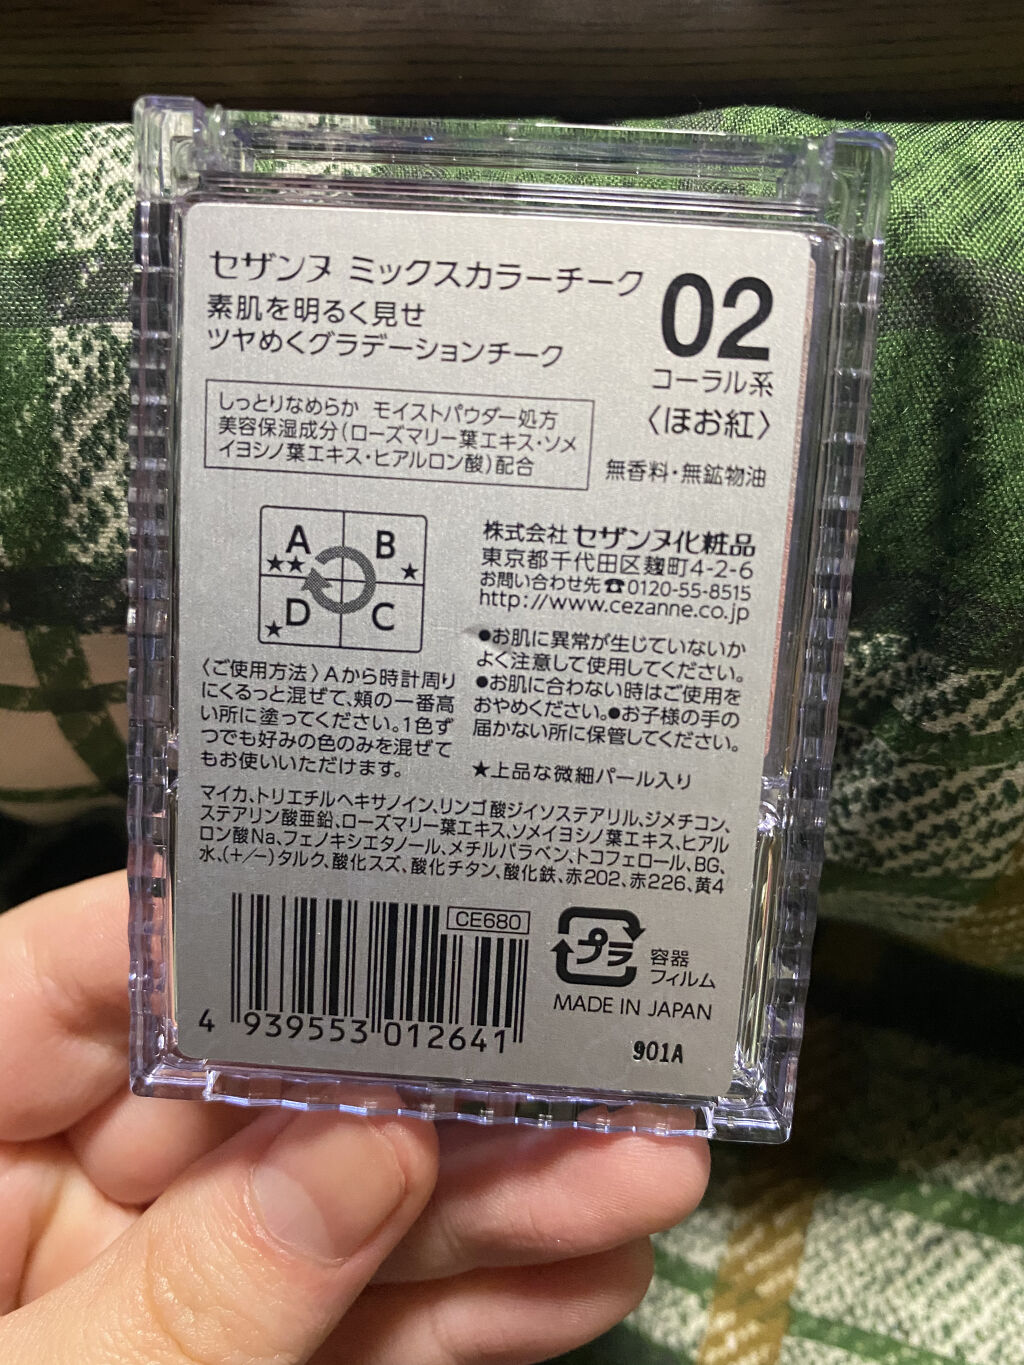 セザンヌ ミックスカラーチーク
素肌を明るく見せ
ツヤめくグラデーションチーク
02
コーラル系
〈ほお紅〉
しっとりなめらか モイストパウダー処方
美容保湿成分(ローズマリー葉エキス・ソメ
イヨシノ葉エキス・ヒアルロン酸)配合
無香料・無鉱物油
A
★★
B
★
D
★
C
株式会社 セザンヌ化粧品
東京都千代田区麹町4-2-6
お問い合わせ先☎0120-55-8515
http://www.cezanne.co.jp
〈ご使用方法〉Aから時計周り
にくるっと混ぜて、頬の一番高
い所に塗ってください。1色ず
つでも好みの色のみを混ぜて
もお使いいただけます。
●お肌に異常が生じていないか
よく注意して使用してください。
●お肌に合わない時はご使用を
おやめください。●お子様の手の
届かない所に保管してください。
★上品な微細パール入り
マイカ、トリエチルヘキサノイン、リンゴ酸ジイソステアリル、ジメチコン、
ステアリン酸亜鉛、ローズマリー葉エキス、ソメイヨシノ葉エキス、ヒアル
ロン酸Na、フェノキシエタノール、メチルパラベン、トコフェロール、BG、
水、(+/−)タルク、酸化スズ、酸化チタン、酸化鉄、赤202、赤226、黄4
CE680
4 939553 012641
プラ
容器
フィルム
MADE IN JAPAN
901A